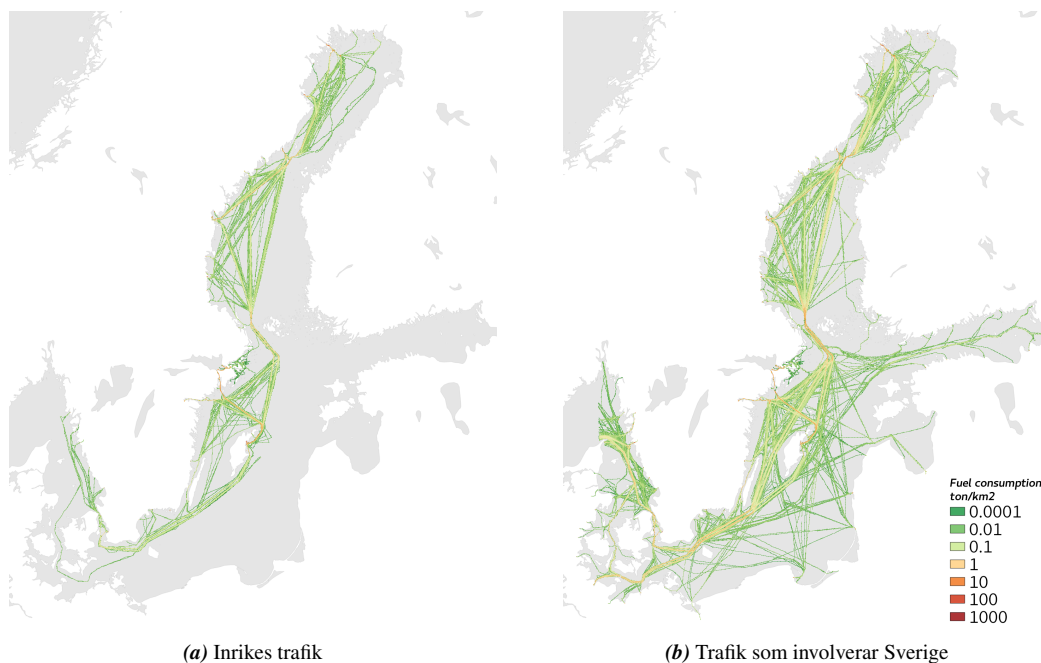 Fuel consumption
ton/km2
0.0001
0.01
0.1
1
10
100
1000
(a) Inrikes trafik
(b) Trafik som involverar Sverige